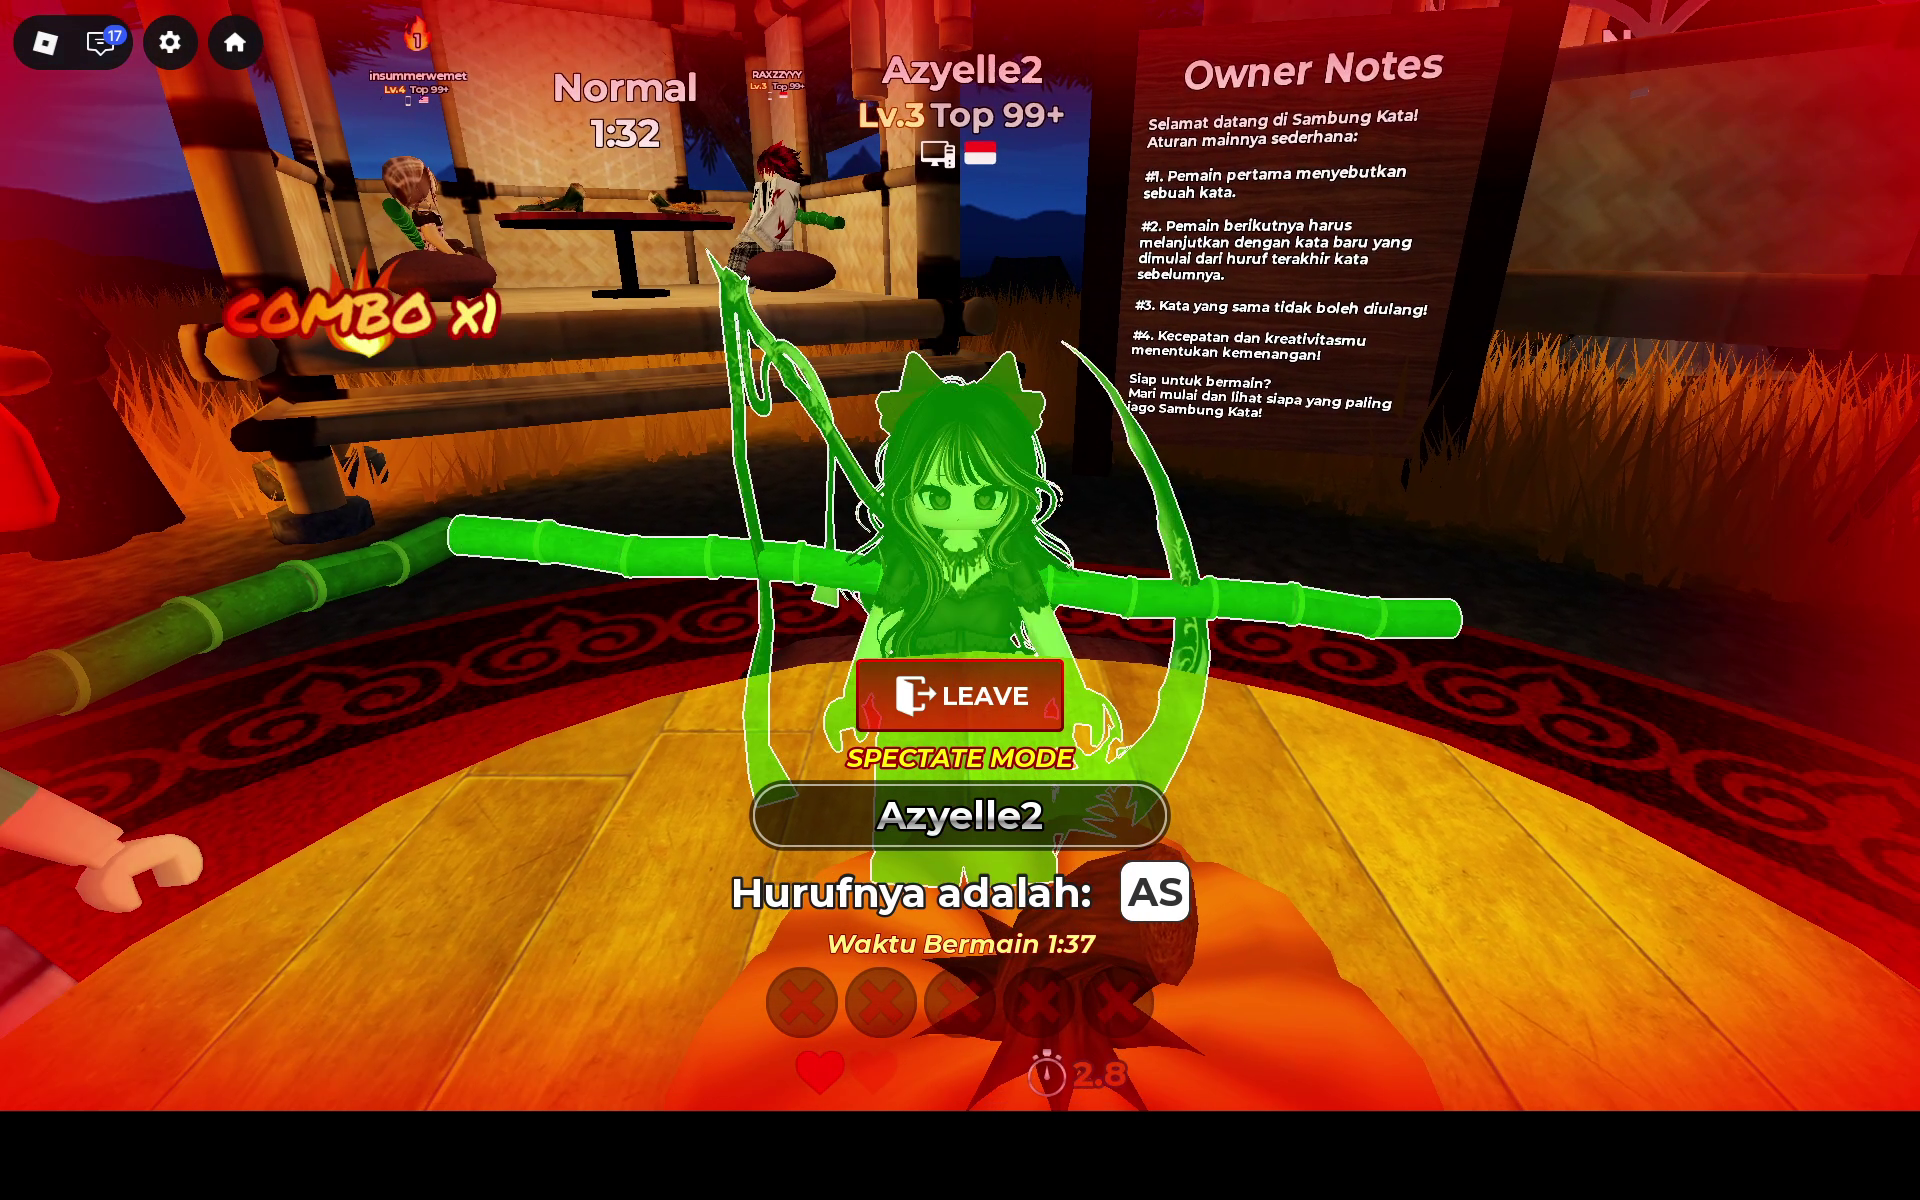 17
1
insummerwemet
Lv.4 Top 99+
Normal
1:32
RAXZZYYY
Lv.3 Top 99+
Azyelle2
Lv.3 Top 99+
Owner Notes
Selamat datang di Sambung Kata!
Aturan mainnya sederhana:
#1. Pemain pertama menyebutkan
sebuah kata.
#2. Pemain berikutnya harus
melanjutkan dengan kata baru yang
dimulai dari huruf terakhir kata
sebelumnya.
#3. Kata yang sama tidak boleh diulang!
#4. Kecepatan dan kreativitasmu
menentukan kemenangan!
Siap untuk bermain?
Mari mulai dan lihat siapa yang paling
jago Sambung Kata!
COMBO x1
LEAVE
SPECTATE MODE
Azyelle2
Hurufnya adalah: AS
Waktu Bermain 1:37
2.8